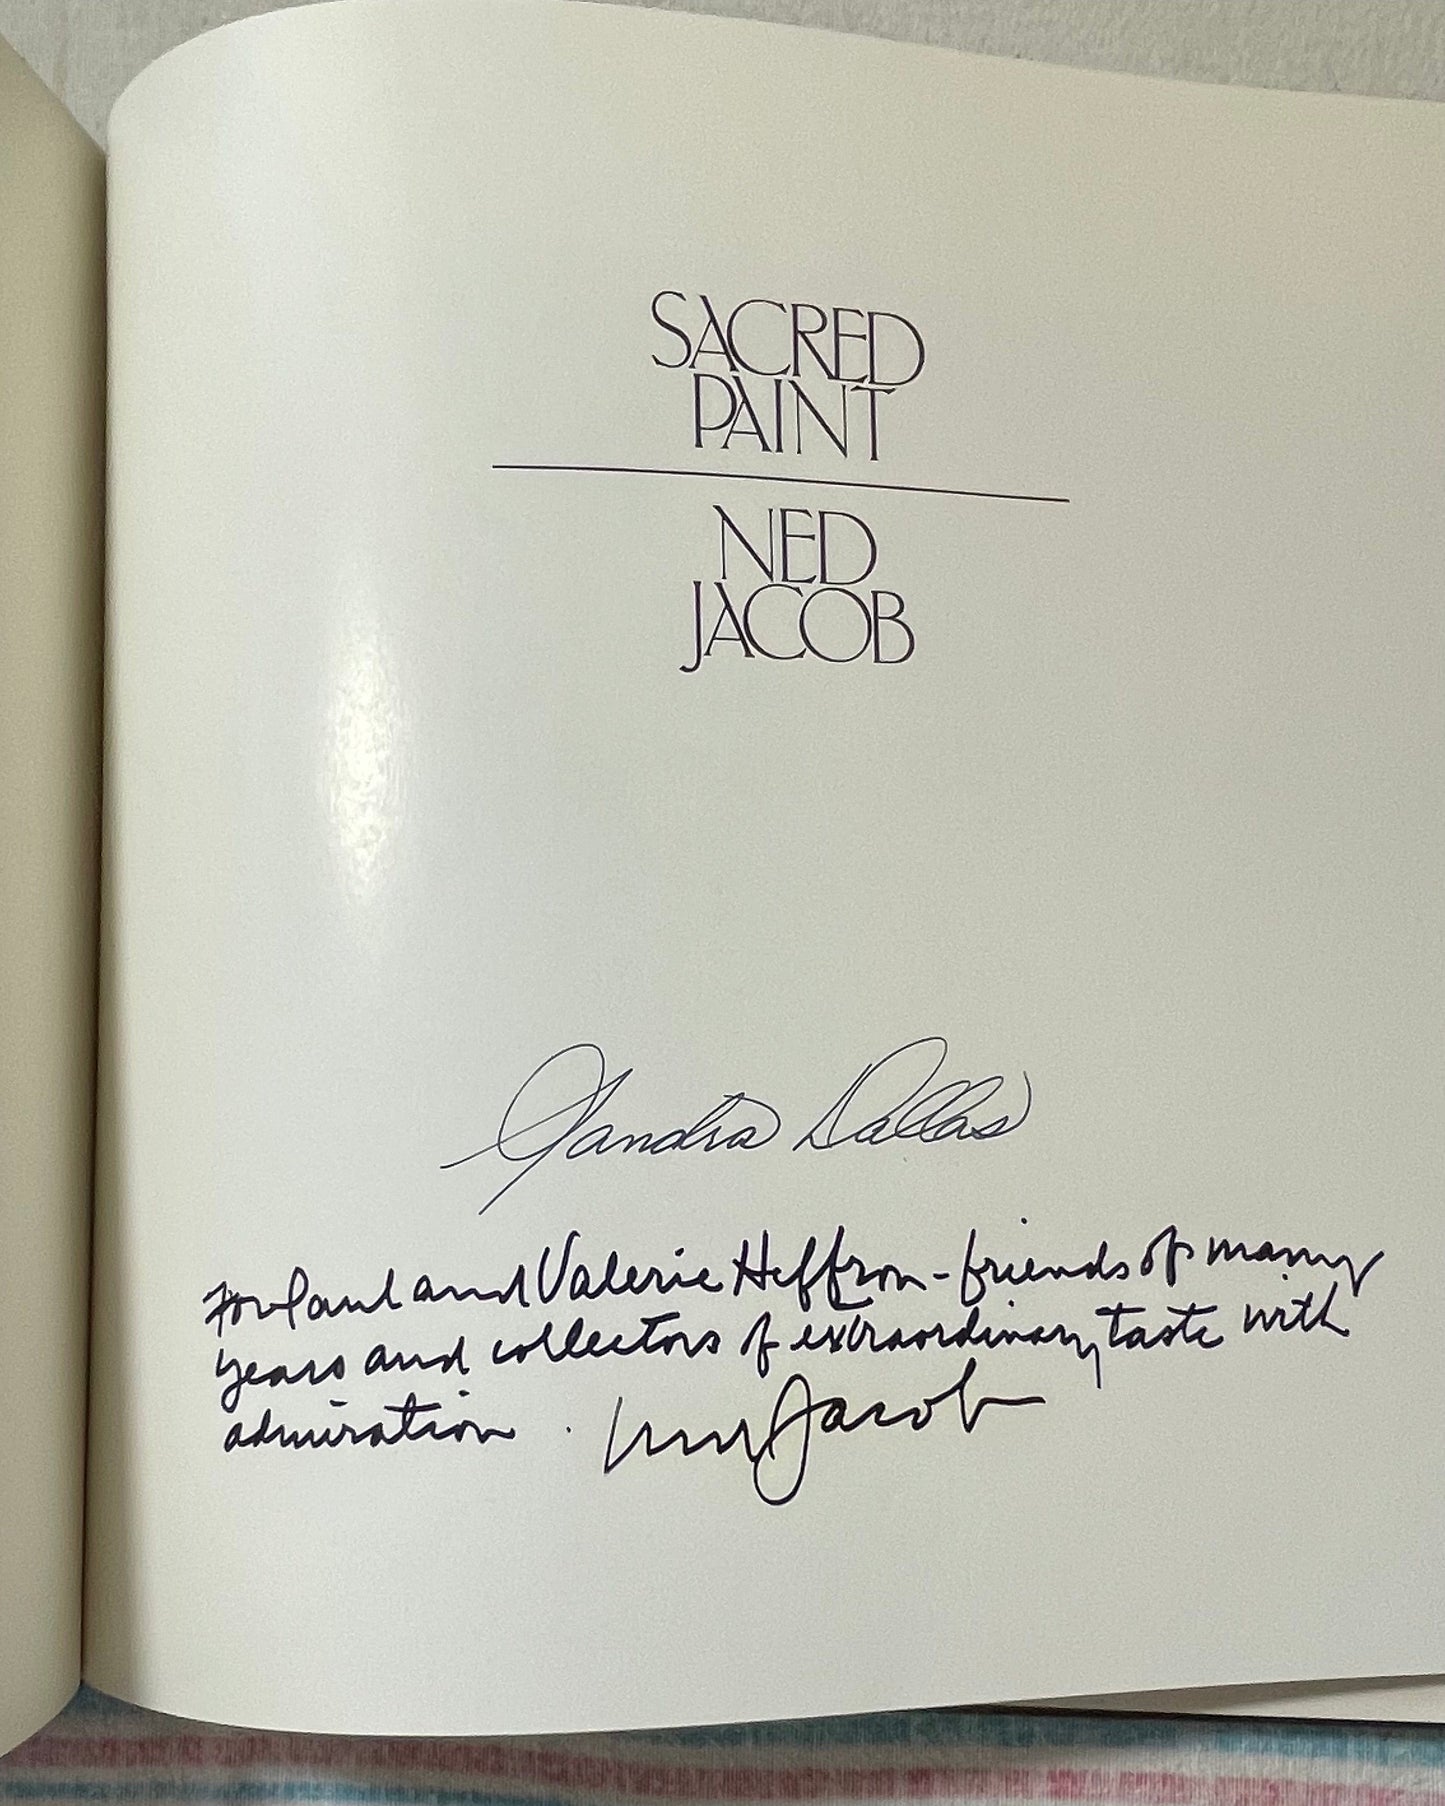 SACRED
PAINT
NED
JACOB
Sandra Dallas
For Paul and Valerie Heffron - friends of many
years and collectors of extraordinary taste with
admiration. Ned Jacob